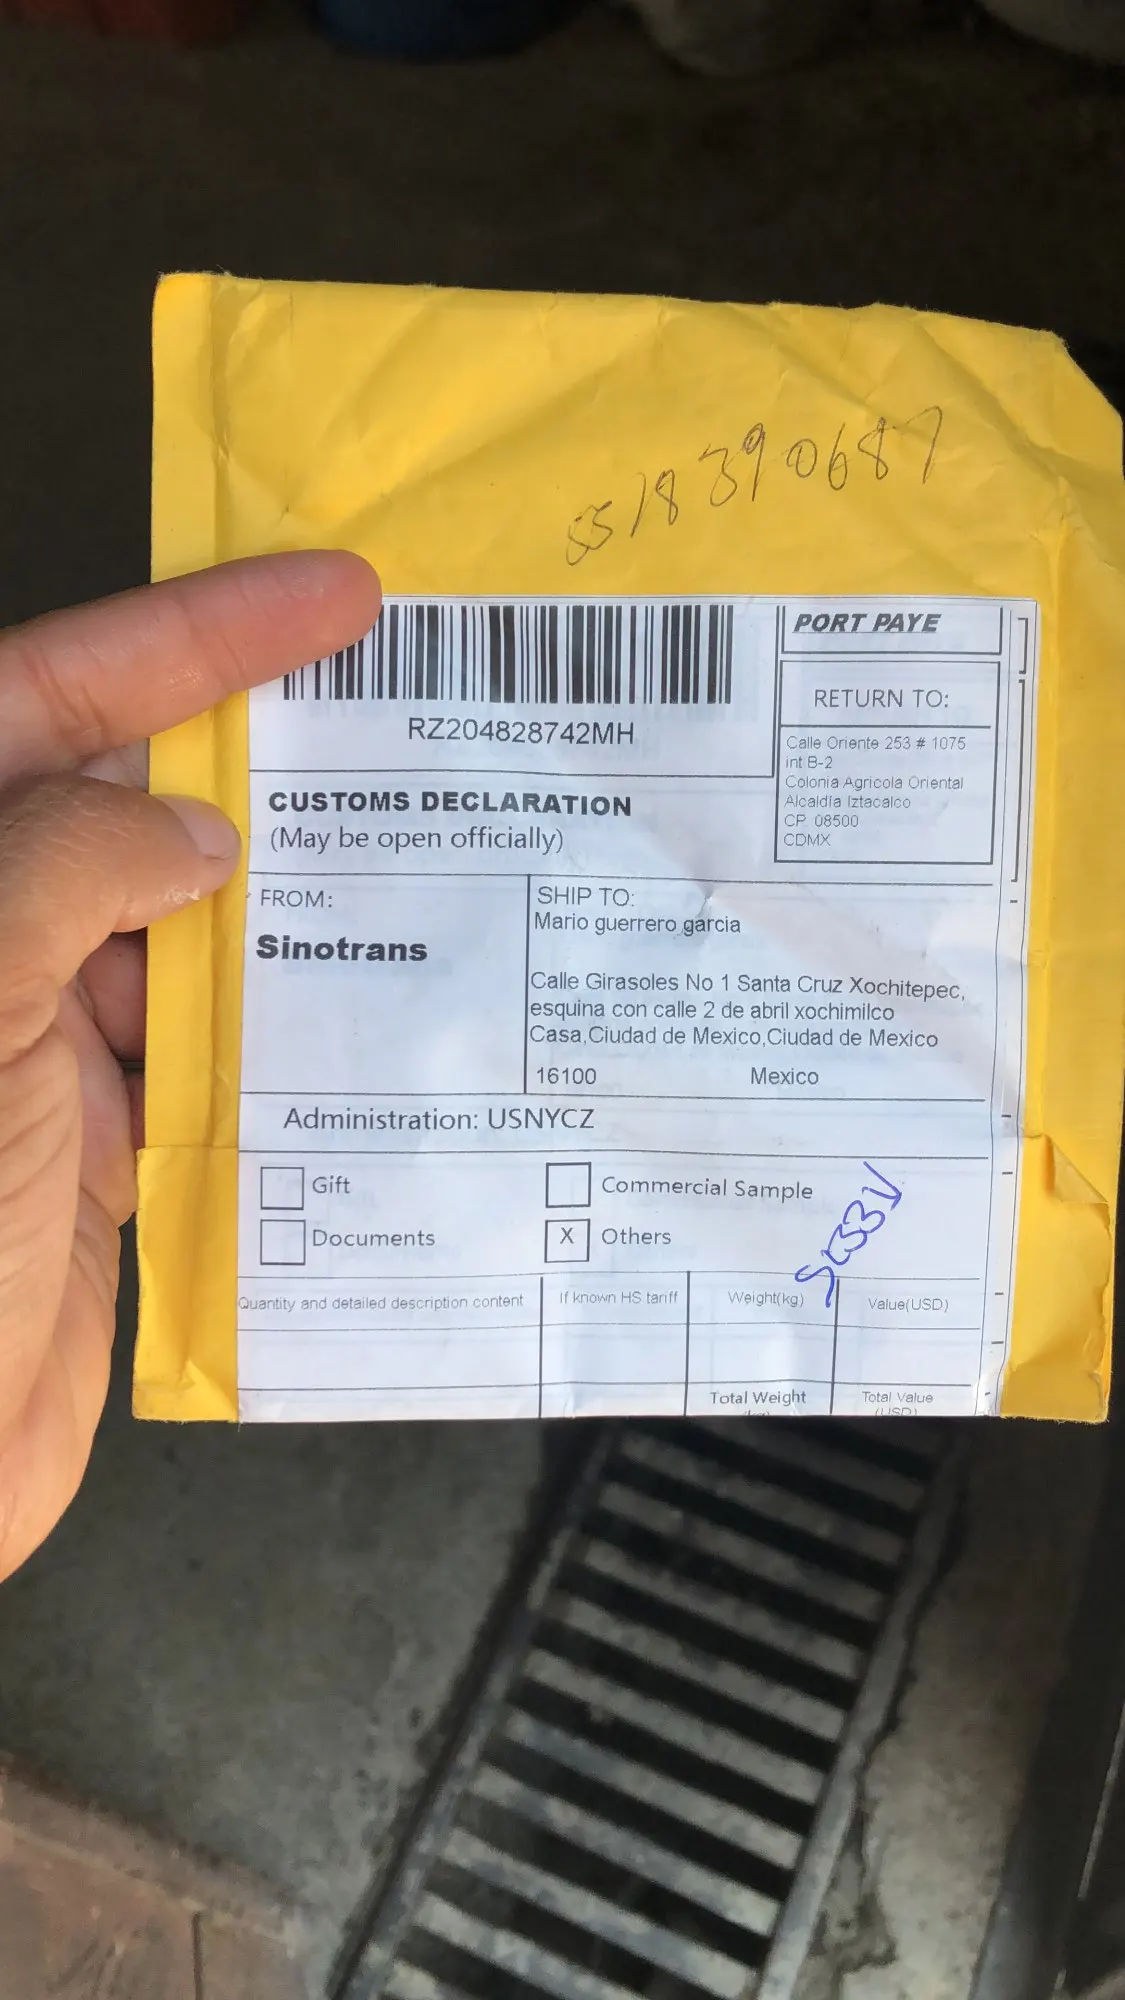 5518390687
PORT PAYE
RZ204828742MH
RETURN TO:
Calle Oriente 253 # 1075
int B-2
Colonia Agricola Oriental
Alcaldia Iztacalco
CP. 08500
CDMX
CUSTOMS DECLARATION
(May be open officially)
FROM:
Sinotrans
SHIP TO:
Mario guerrero garcia
Calle Girasoles No 1 Santa Cruz Xochitepec,
esquina con calle 2 de abril xochimilco
Casa,Ciudad de Mexico,Ciudad de Mexico
16100 Mexico
Administration: USNYCZ
Gift
Commercial Sample
Documents
X Others
Quantity and detailed description content
If known HS tariff
Weight(kg)
Value(USD)
Total Weight
Total Value
(USD)